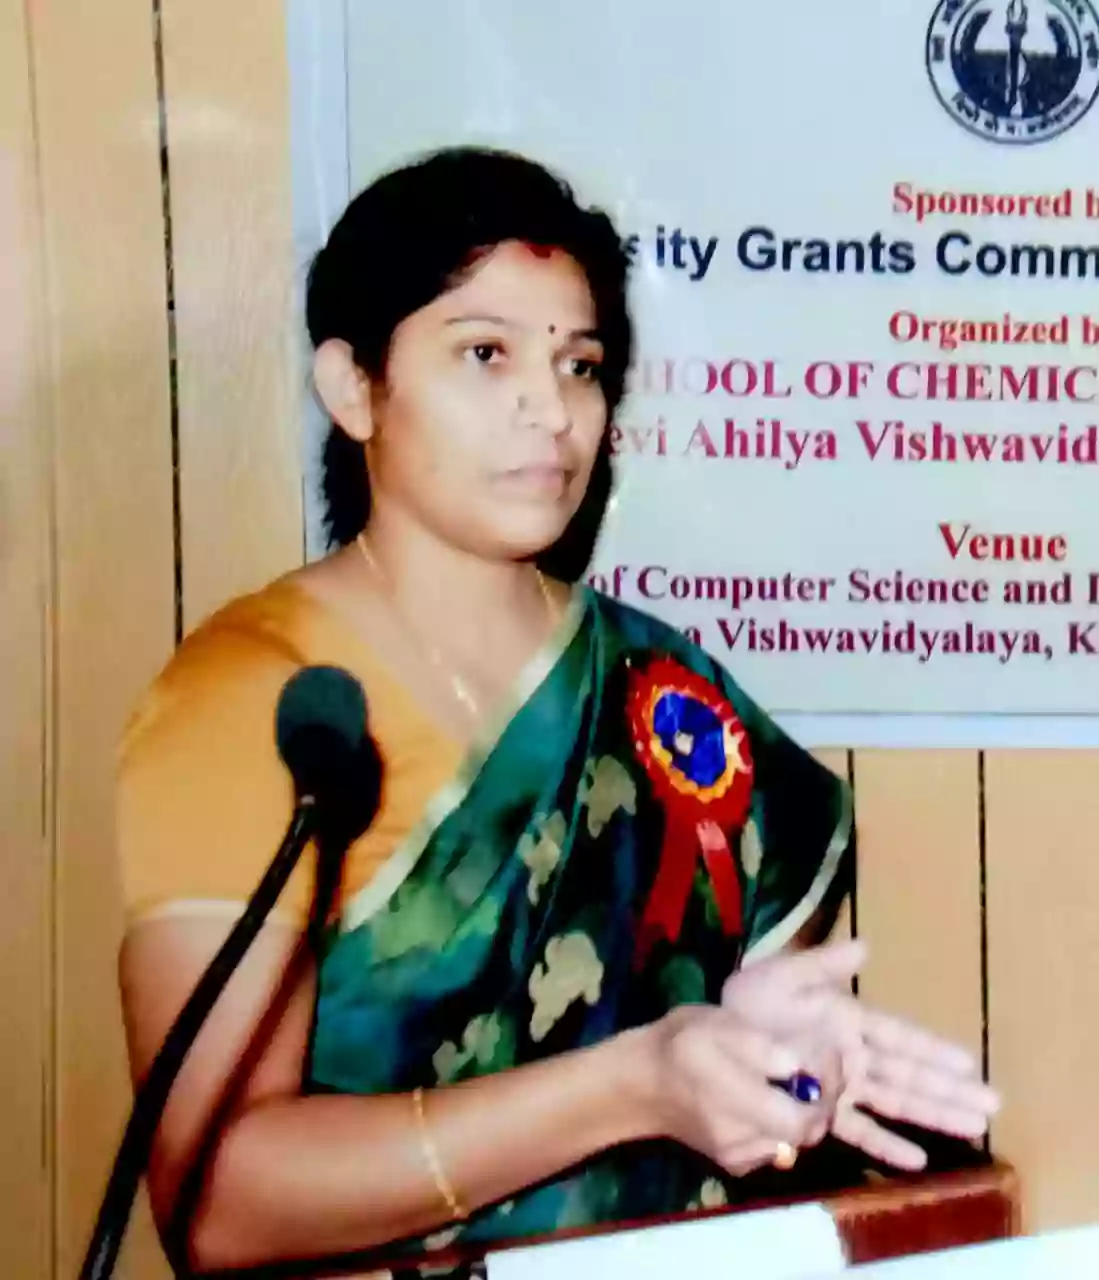 Sponsored b
ity Grants Comm
Organized b
HOOL OF CHEMIC
evi Ahilya Vishwavid
Venue
of Computer Science and I
a Vishwavidyalaya, K